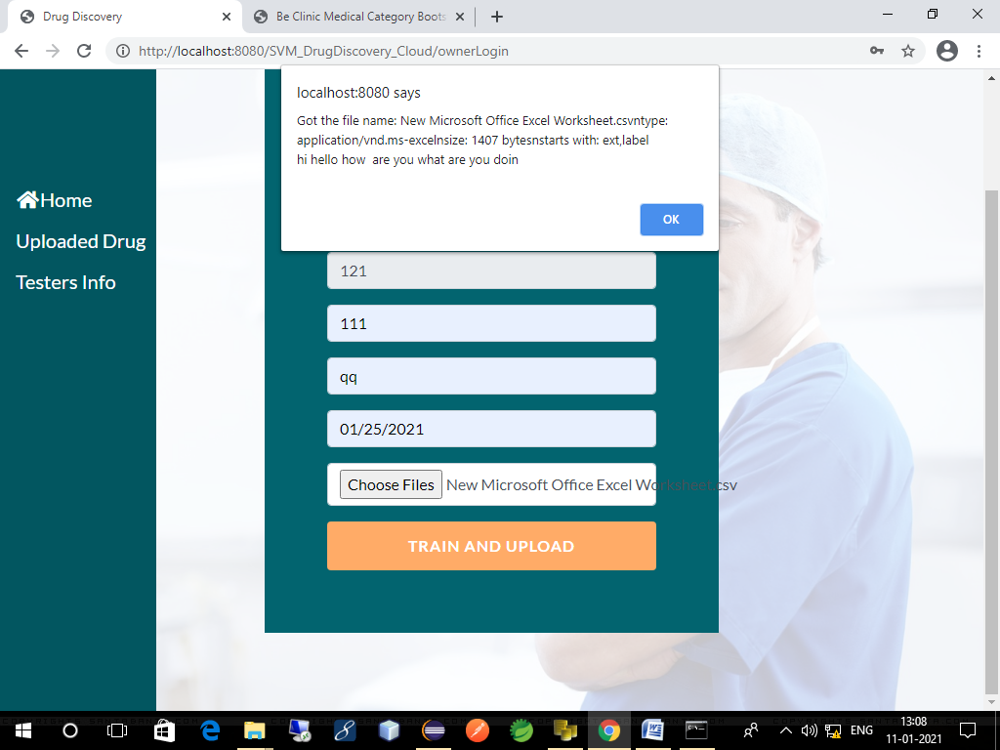 Drug Discovery
Be Clinic Medical Category Boots
http://localhost:8080/SVM_DrugDiscovery_Cloud/ownerLogin
localhost:8080 says
Got the file name: New Microsoft Office Excel Worksheet.csvntype:
application/vnd.ms-excelnsize: 1407 bytesnstarts with: ext,label
hi hello how  are you what are you doin
OK
Home
Uploaded Drug
Testers Info
121
111
qq
01/25/2021
Choose Files New Microsoft Office Excel Worksheet.csv
TRAIN AND UPLOAD
ENG
13:08
11-01-2021